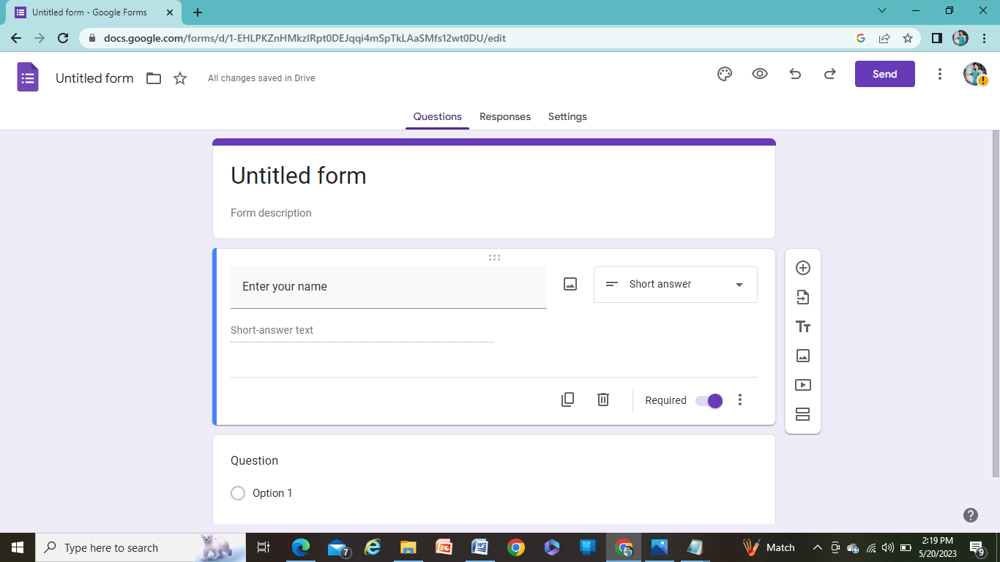 Untitled form - Google Forms
docs.google.com/forms/d/1-EHLPKZnHMkzIRpt0DEJqqi4mSpTkLAaSMfs12wt0DU/edit
Untitled form
All changes saved in Drive
Send
Questions Responses Settings
Untitled form
Form description
Enter your name
Short answer
Short-answer text
Required
Question
Option 1
Type here to search
7
Match
2:19 PM
5/20/2023
9